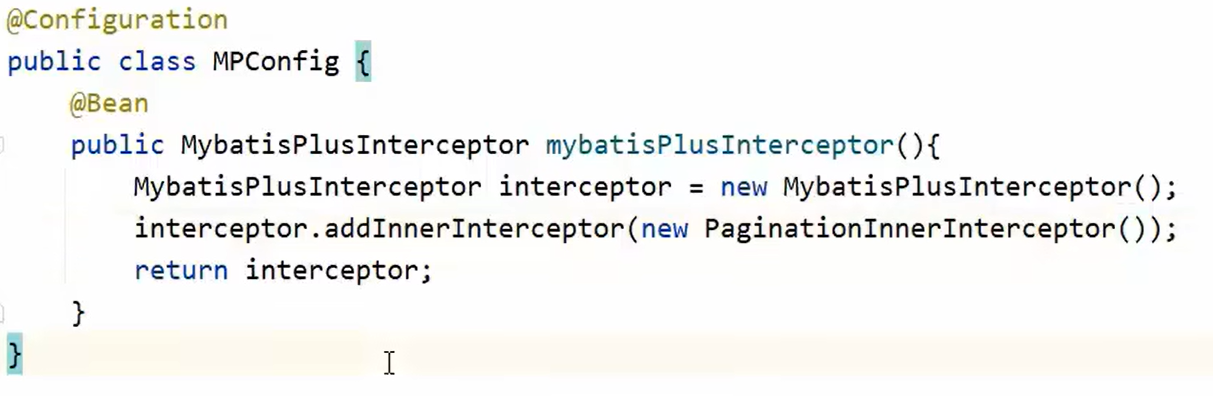 @Configuration
public class MPConfig {
    @Bean
    public MybatisPlusInterceptor mybatisPlusInterceptor(){
        MybatisPlusInterceptor interceptor = new MybatisPlusInterceptor();
        interceptor.addInnerInterceptor(new PaginationInnerInterceptor());
        return interceptor;
    }
}